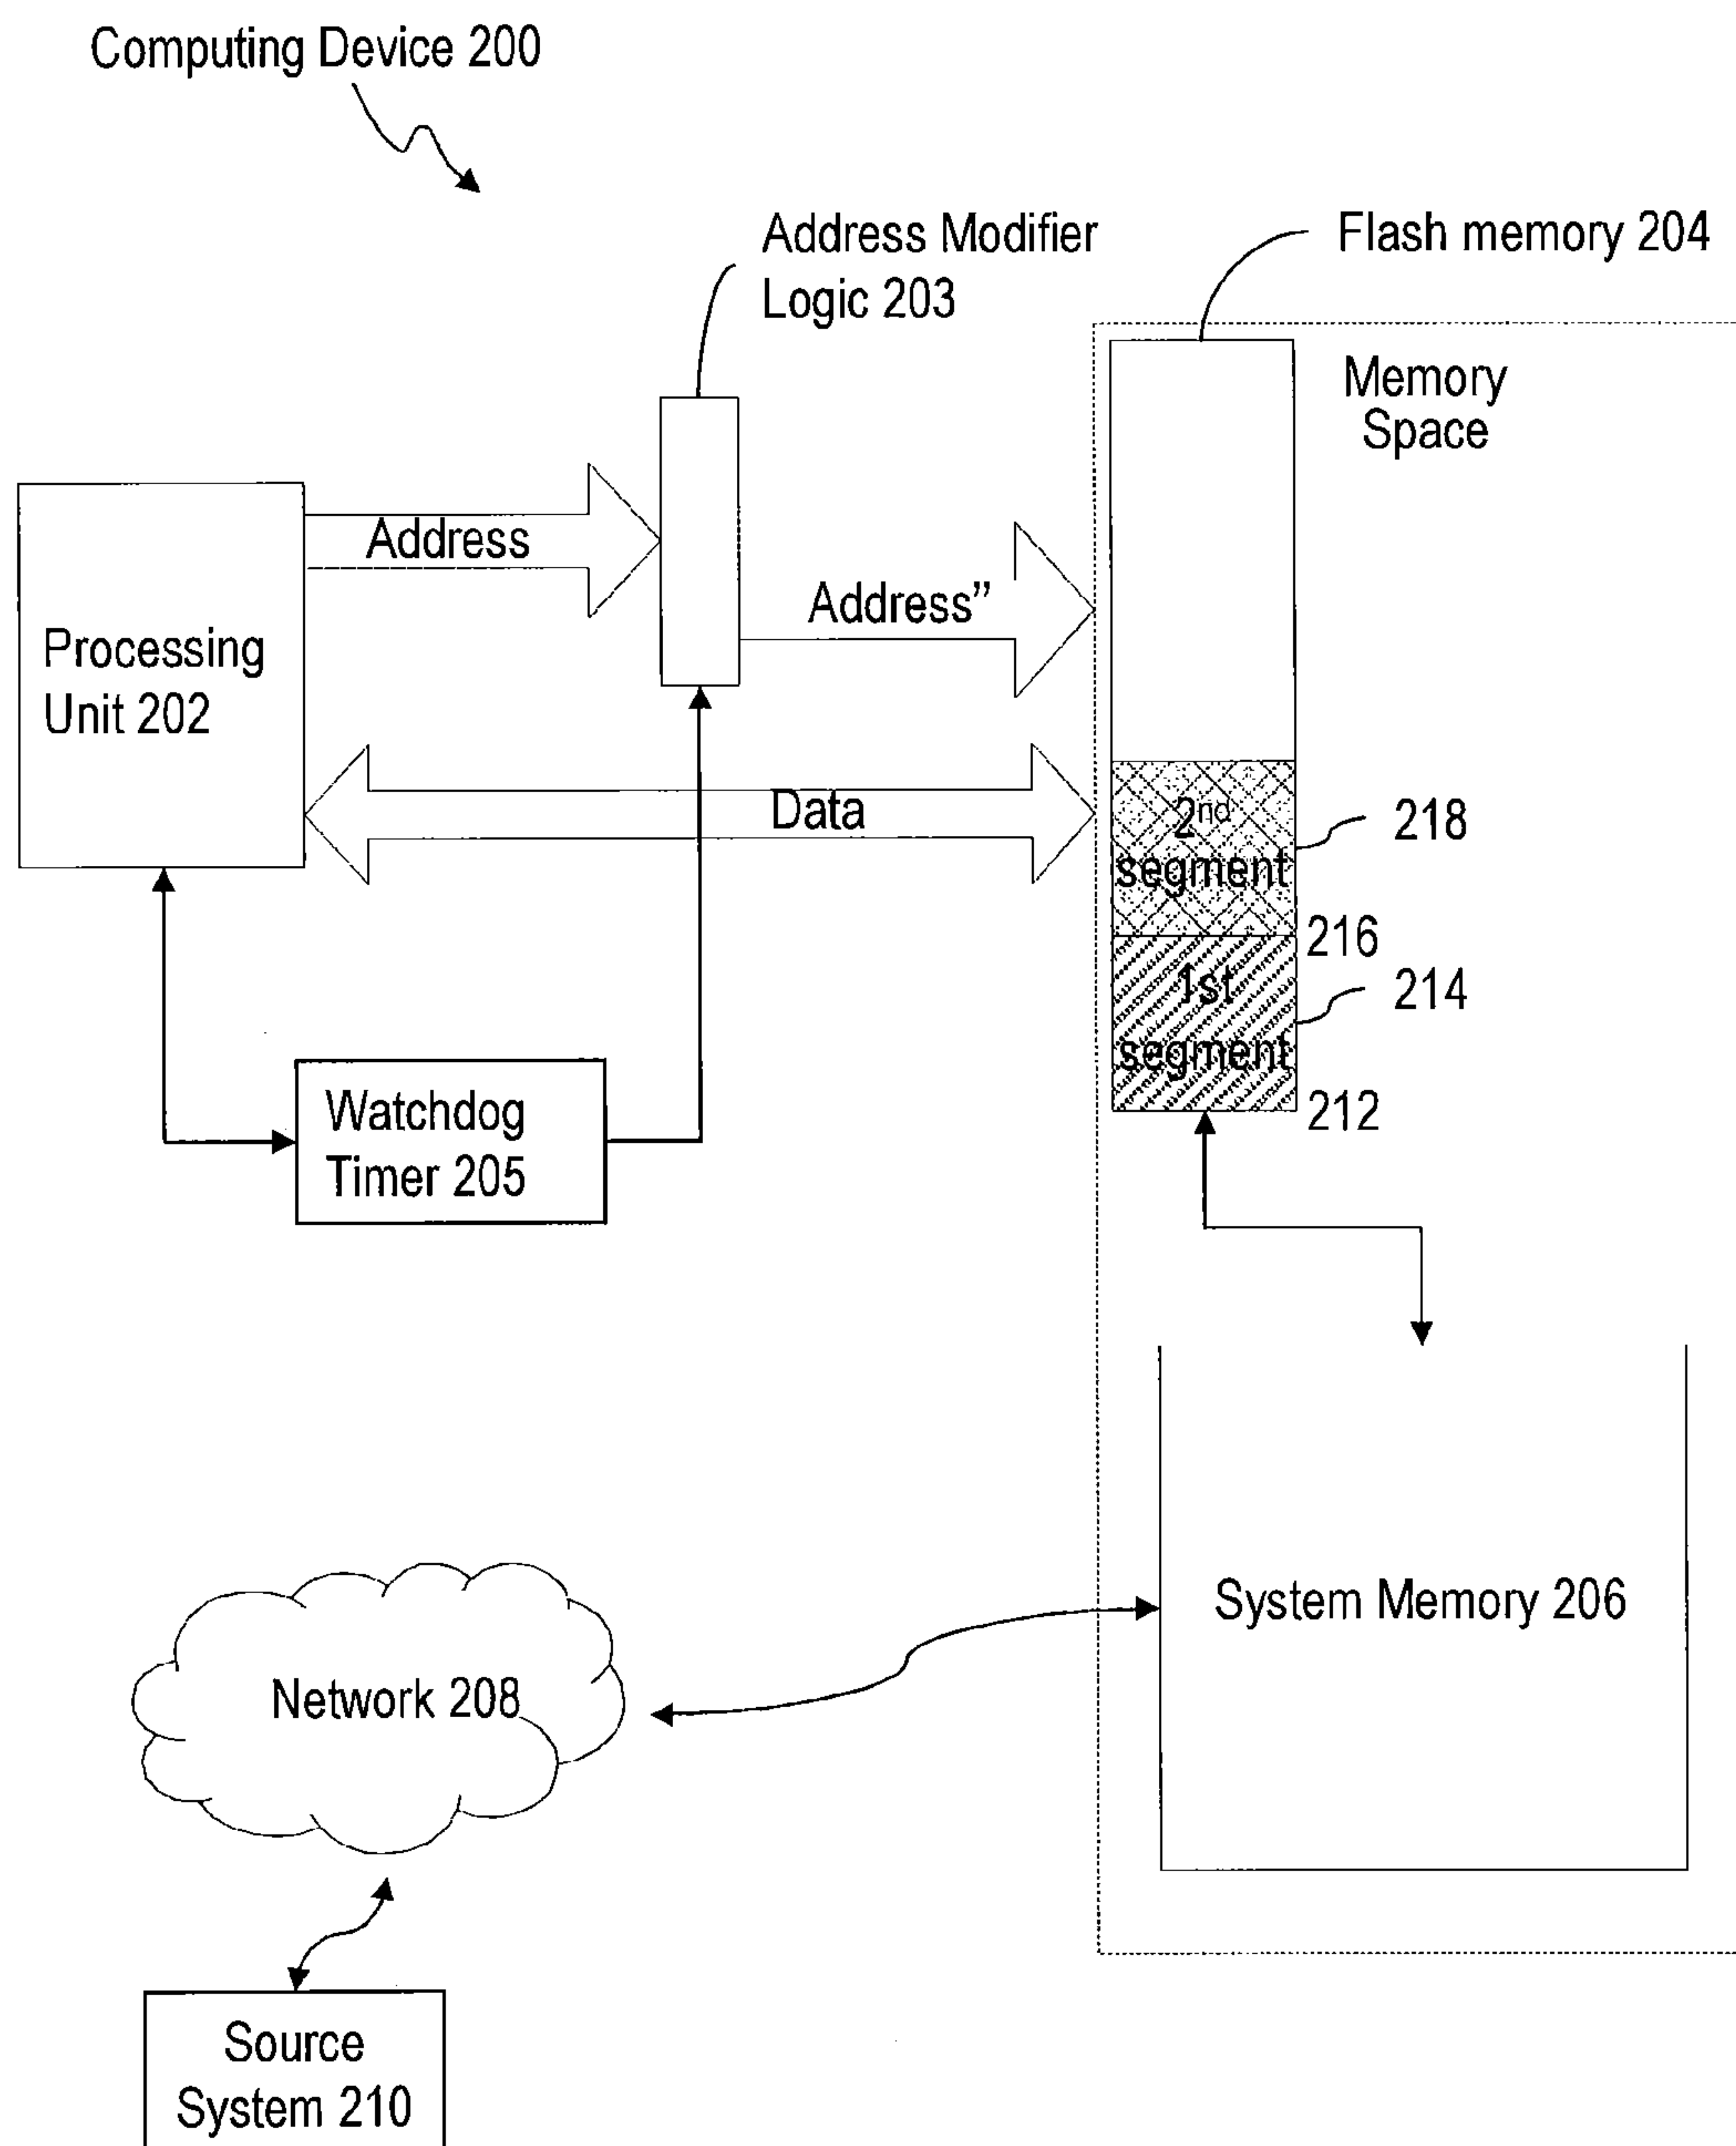 Computing Device 200
Address Modifier
Logic 203
Flash memory 204
Memory
Space
Address
Address”
Processing
Unit 202
Data
2nd
segment
218
216
1st
segment
214
212
Watchdog
Timer 205
System Memory 206
Network 208
Source
System 210